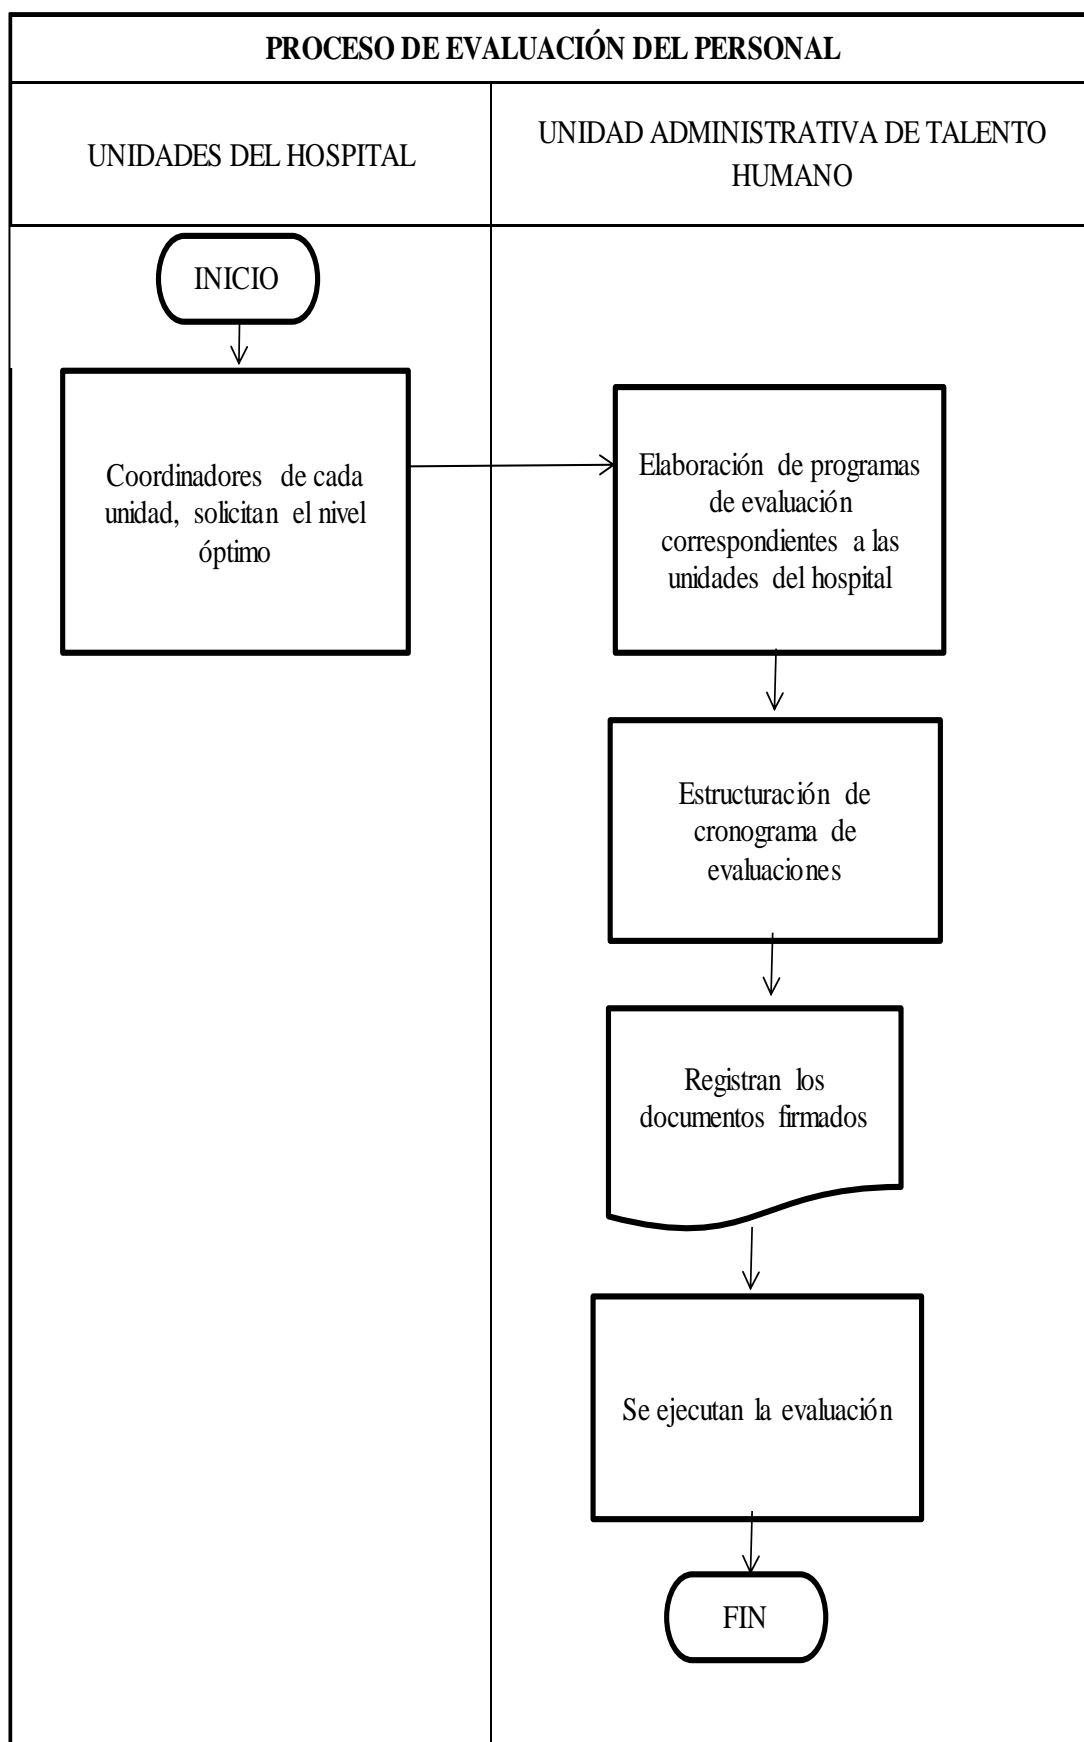 PROCESO DE EVALUACIÓN DEL PERSONAL
UNIDADES DEL HOSPITAL
UNIDAD ADMINISTRATIVA DE TALENTO
HUMANO
INICIO
Coordinadores de cada
unidad, solicitan el nivel
óptimo
Elaboración de programas
de evaluación
correspondientes a las
unidades del hospital
Estructuración de
cronograma de
evaluaciones
Registran los
documentos firmados
Se ejecutan la evaluación
FIN